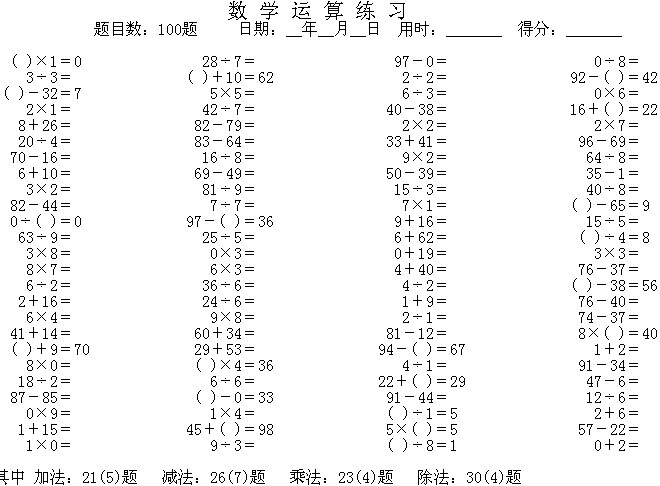 数 学 运 算 练 习
题目数: 100题 日期: __年__月__日 用时: ______ 得分: ______
( )×1=0 28÷7= 97-0= 0÷8=
3÷3= ( )+10=62 2÷2= 92-( )=42
( )-32=7 5×5= 6÷3= 0×6=
2×1= 42÷7= 40-38= 16+( )=22
8+26= 82-79= 2×2= 2×7=
20÷4= 83-64= 33+41= 96-69=
70-16= 16÷8= 9×2= 64÷8=
6+10= 69-49= 50-39= 35-1=
3×2= 81÷9= 15÷3= 40÷8=
82-44= 7÷7= 7×1= ( )-65=9
0÷( )=0 97-( )=36 9+16= 15÷5=
63÷9= 25÷5= 6+62= ( )÷4=8
3×8= 0×3= 0+19= 3×3=
8×7= 6×3= 4+40= 76-37=
6÷2= 36÷6= 4÷2= ( )-38=56
2+16= 24÷6= 1+9= 76-40=
6×4= 9×8= 2÷1= 74-37=
41+14= 60+34= 81-12= 8×( )=40
( )+9=70 29+53= 94-( )=67 1+2=
8×0= ( )×4=36 4÷1= 91-34=
18÷2= 6÷6= 22+( )=29 47-6=
87-85= ( )-0=33 91-44= 12÷6=
0×9= 1×4= ( )÷1=5 2+6=
1+15= 45+( )=98 5×( )=5 57-22=
1×0= 9÷3= ( )÷8=1 0+2=
其中 加法: 21(5)题 减法: 26(7)题 乘法: 23(4)题 除法: 30(4)题